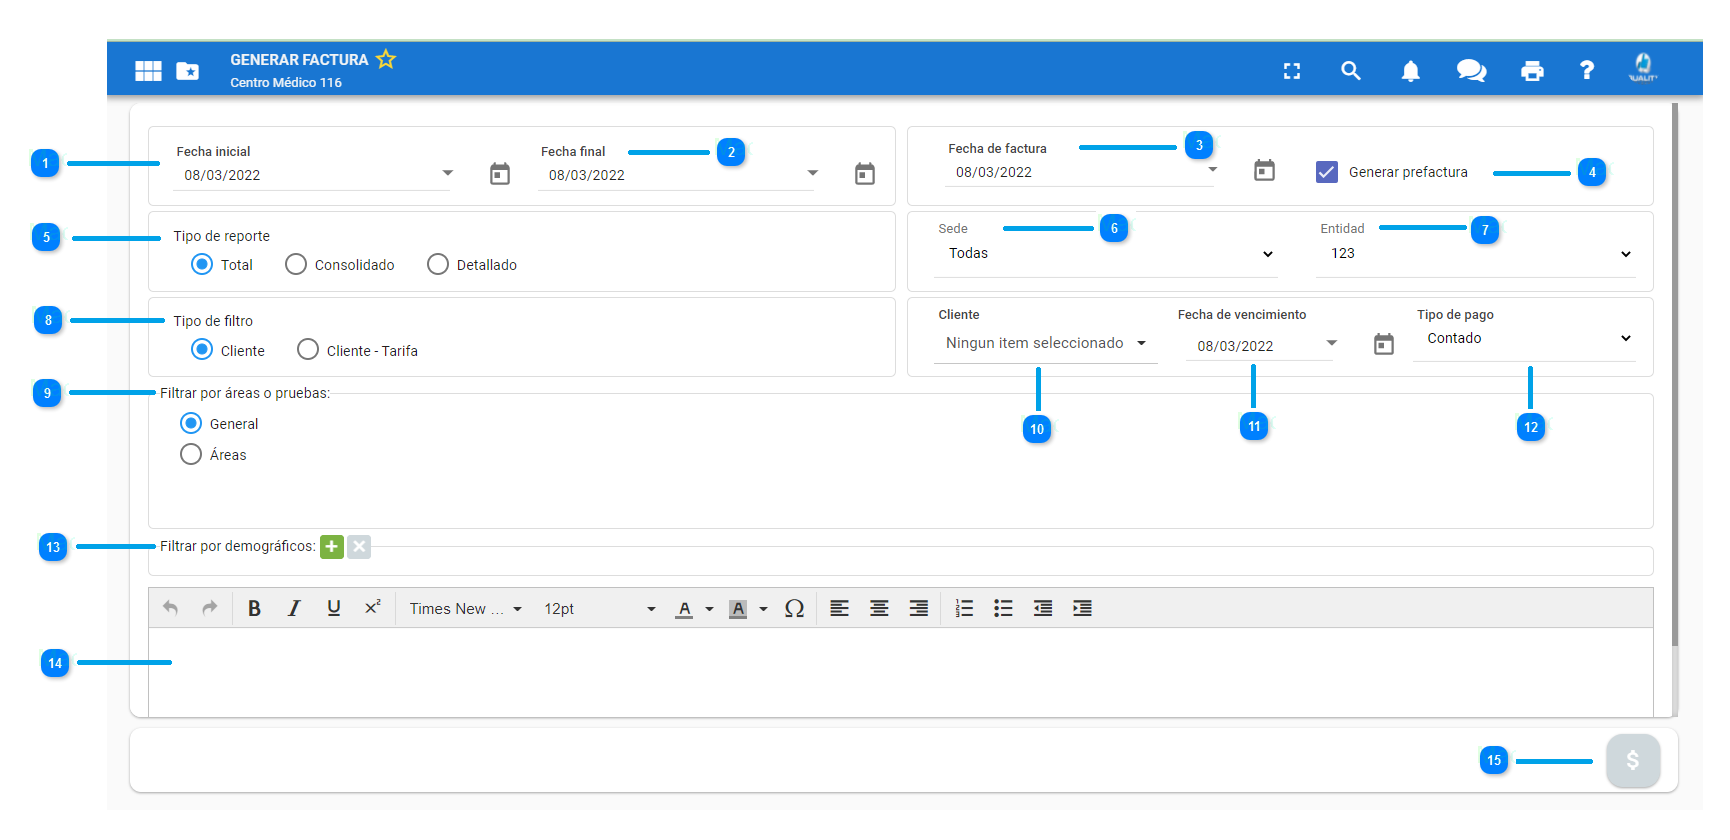 GENERAR FACTURA
Centro Médico 116
1
Fecha inicial
08/03/2022
Fecha final
08/03/2022
2
Fecha de factura
08/03/2022
3
Generar prefactura
4
5
Tipo de reporte
Total
Consolidado
Detallado
Sede
Todas
6
Entidad
123
7
8
Tipo de filtro
Cliente
Cliente - Tarifa
Cliente
Ningun item seleccionado
Fecha de vencimiento
08/03/2022
Tipo de pago
Contado
10
11
12
9
Filtrar por áreas o pruebas:
General
Áreas
13
Filtrar por demográficos:
B I U x²
Times New ...
12pt
A
A
Ω
14
15
$